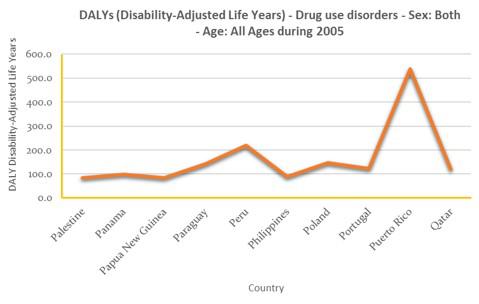 DALYs (Disability-Adjusted Life Years) - Drug use disorders - Sex: Both
- Age: All Ages during 2005
DALY Disability-Adjusted Life Years
600.0
500.0
400.0
300.0
200.0
100.0
0.0
Palestine
Panama
Papua New Guinea
Paraguay
Peru
Philippines
Poland
Portugal
Puerto Rico
Qatar
Country